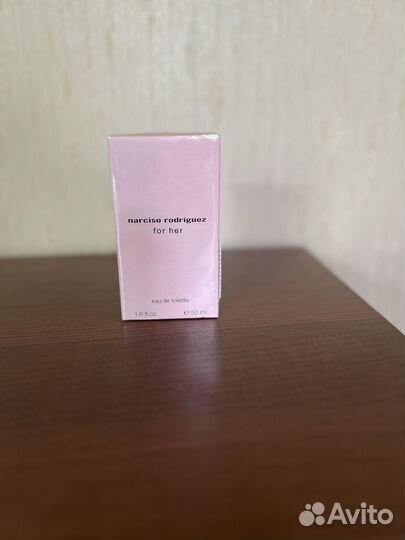 narciso rodriguez
for her
eau de toilette
1.6 fl.oz. ℮ 50 ml
Avito